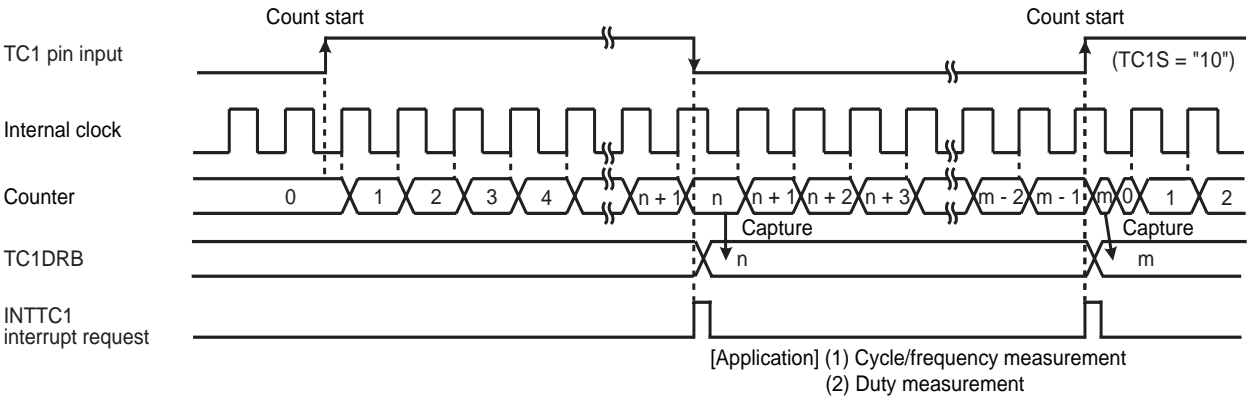 Count start
Count start
TC1 pin input
(TC1S = "10")
Internal clock
Counter
0 1 2 3 4 n + 1 n n + 1 n + 2 n + 3 m - 2 m - 1 m 0 1 2
Capture
Capture
TC1DRB
n
m
INTTC1
interrupt request
[Application] (1) Cycle/frequency measurement
(2) Duty measurement